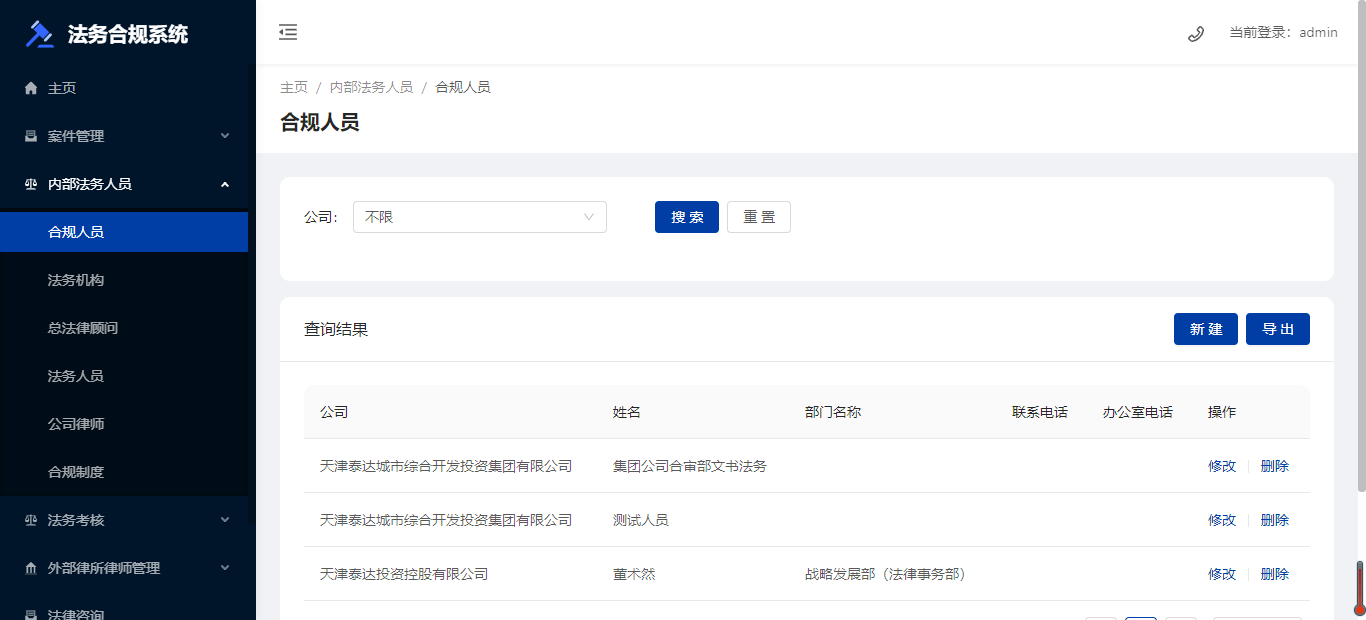 法务合规系统
当前登录：admin
主页
案件管理
内部法务人员
合规人员
法务机构
总法律顾问
法务人员
公司律师
合规制度
法务考核
外部律所律师管理
法律咨询
主页 / 内部法务人员 / 合规人员
合规人员
公司： 不限 搜 索 重 置
查询结果 新 建 导 出
公司 姓名 部门名称 联系电话 办公室电话 操作
天津泰达城市综合开发投资集团有限公司 集团公司合审部文书法务 修改 删除
天津泰达城市综合开发投资集团有限公司 测试人员 修改 删除
天津泰达投资控股有限公司 董术然 战略发展部（法律事务部） 修改 删除